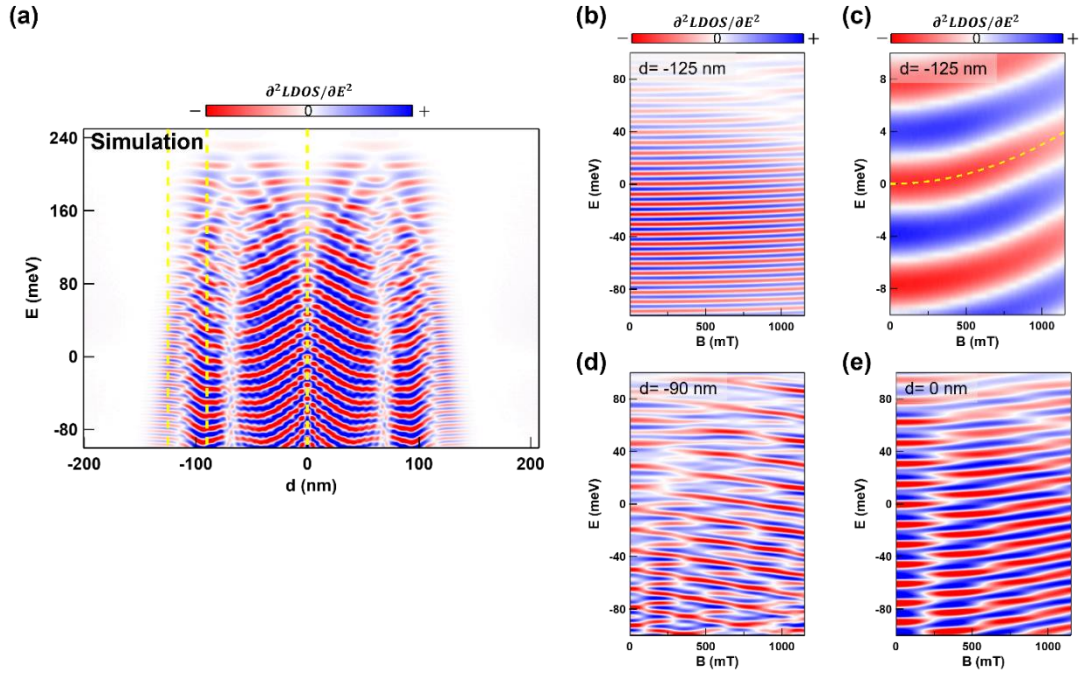 (a)
∂²LDOS/∂E²
− 0 +
Simulation
240
160
80
0
-80
E (meV)
-200 -100 0 100 200
d (nm)
(b)
∂²LDOS/∂E²
− 0 +
d= -125 nm
80
40
0
-40
-80
E (meV)
0 500 1000
B (mT)
(c)
∂²LDOS/∂E²
− 0 +
d= -125 nm
8
4
0
-4
-8
E (meV)
0 500 1000
B (mT)
(d)
d= -90 nm
80
40
0
-40
-80
E (meV)
0 500 1000
B (mT)
(e)
d= 0 nm
80
40
0
-40
-80
E (meV)
0 500 1000
B (mT)